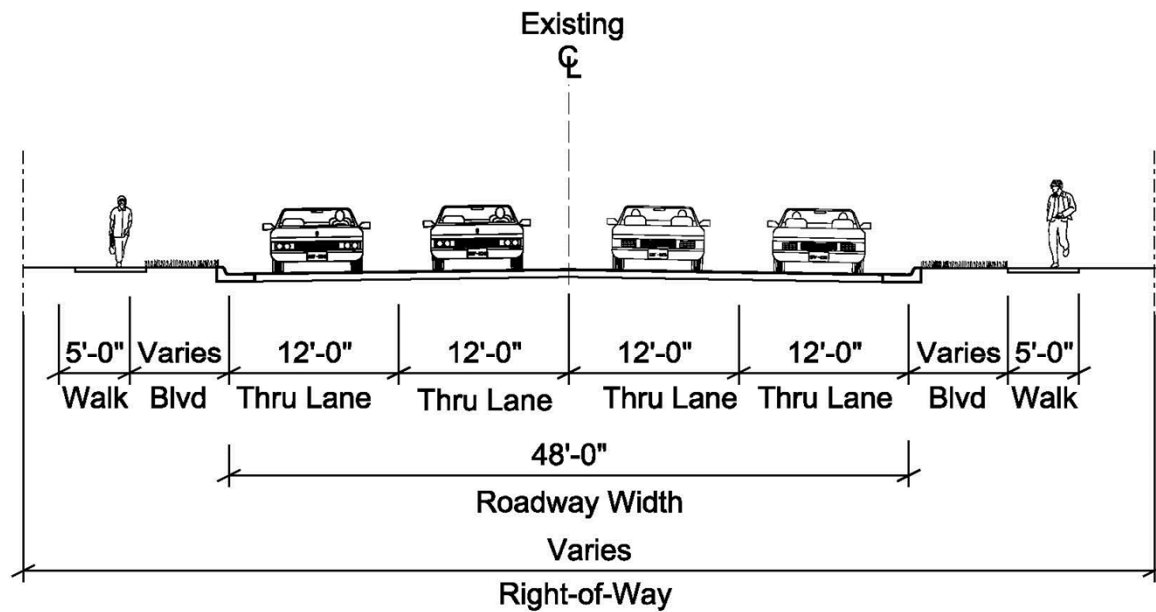 Existing
℄
5'-0" Varies 12'-0" 12'-0" 12'-0" 12'-0" Varies 5'-0"
Walk Blvd Thru Lane Thru Lane Thru Lane Thru Lane Blvd Walk
48'-0"
Roadway Width
Varies
Right-of-Way